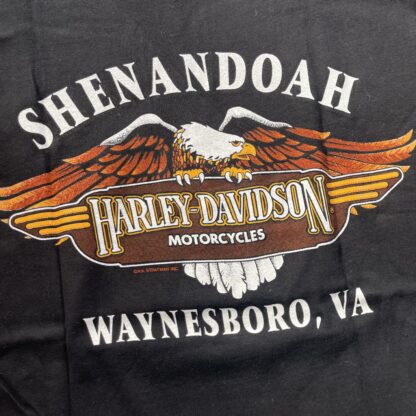 SHENANDOAH
HARLEY-DAVIDSON
MOTORCYCLES
WAYNESBORO, VA